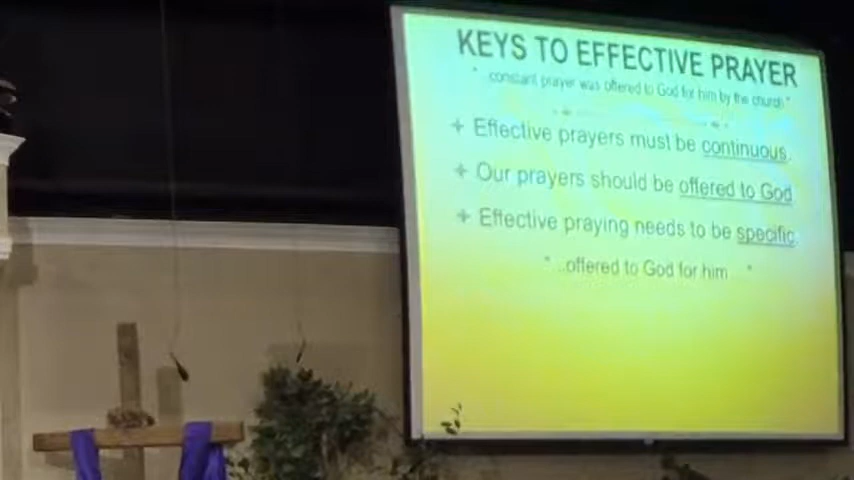 KEYS TO EFFECTIVE PRAYER
"...constant prayer was offered to God for him by the church"
+ Effective prayers must be continuous.
+ Our prayers should be offered to God
+ Effective praying needs to be specific.
"...offered to God for him...."